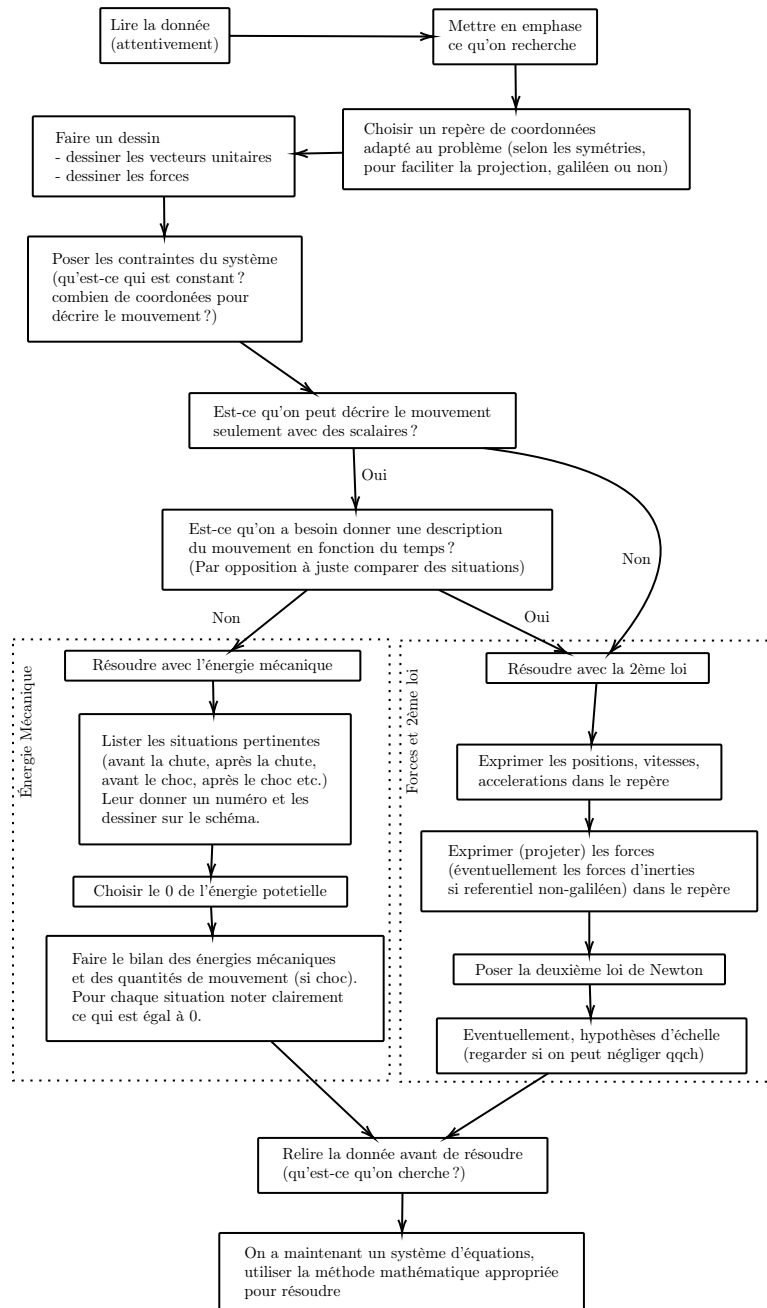 Lire la donnée
(attentivement)
Mettre en emphase
ce qu'on recherche
Choisir un repère de coordonnées
adapté au problème (selon les symétries,
pour faciliter la projection, galiléen ou non)
Faire un dessin
- dessiner les vecteurs unitaires
- dessiner les forces
Poser les contraintes du système
(qu'est-ce qui est constant ?
combien de coordonées pour
décrire le mouvement ?)
Est-ce qu'on peut décrire le mouvement
seulement avec des scalaires ?
Oui
Non
Est-ce qu'on a besoin donner une description
du mouvement en fonction du temps ?
(Par opposition à juste comparer des situations)
Non
Oui
Énergie Mécanique
Résoudre avec l'énergie mécanique
Lister les situations pertinentes
(avant la chute, après la chute,
avant le choc, après le choc etc.)
Leur donner un numéro et les
dessiner sur le schéma.
Choisir le 0 de l'énergie potetielle
Faire le bilan des énergies mécaniques
et des quantités de mouvement (si choc).
Pour chaque situation noter clairement
ce qui est égal à 0.
Forces et 2ème loi
Résoudre avec la 2ème loi
Exprimer les positions, vitesses,
accelerations dans le repère
Exprimer (projeter) les forces
(éventuellement les forces d'inerties
si referentiel non-galiléen) dans le repère
Poser la deuxième loi de Newton
Eventuellement, hypothèses d'échelle
(regarder si on peut négliger qqch)
Relire la donnée avant de résoudre
(qu'est-ce qu'on cherche ?)
On a maintenant un système d'équations,
utiliser la méthode mathématique appropriée
pour résoudre